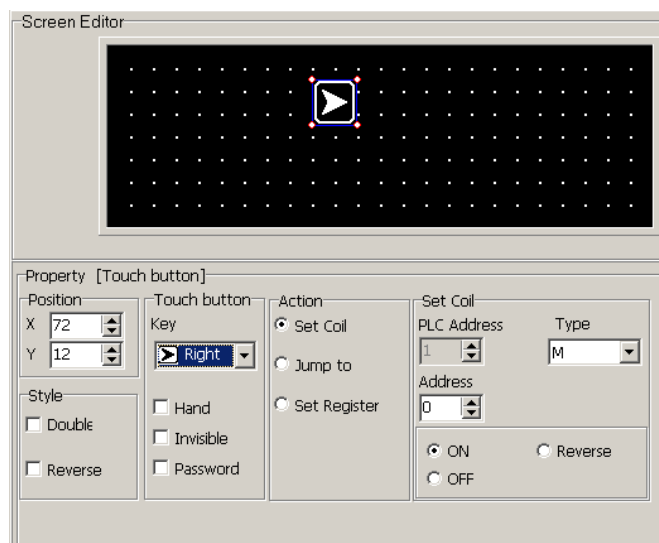 Screen Editor
Property [Touch button]
Position
X 72
Y 12
Style
Double
Reverse
Touch button
Key
Right
Hand
Invisible
Password
Action
Set Coil
Jump to
Set Register
Set Coil
PLC Address Type
1 M
Address
0
ON Reverse
OFF